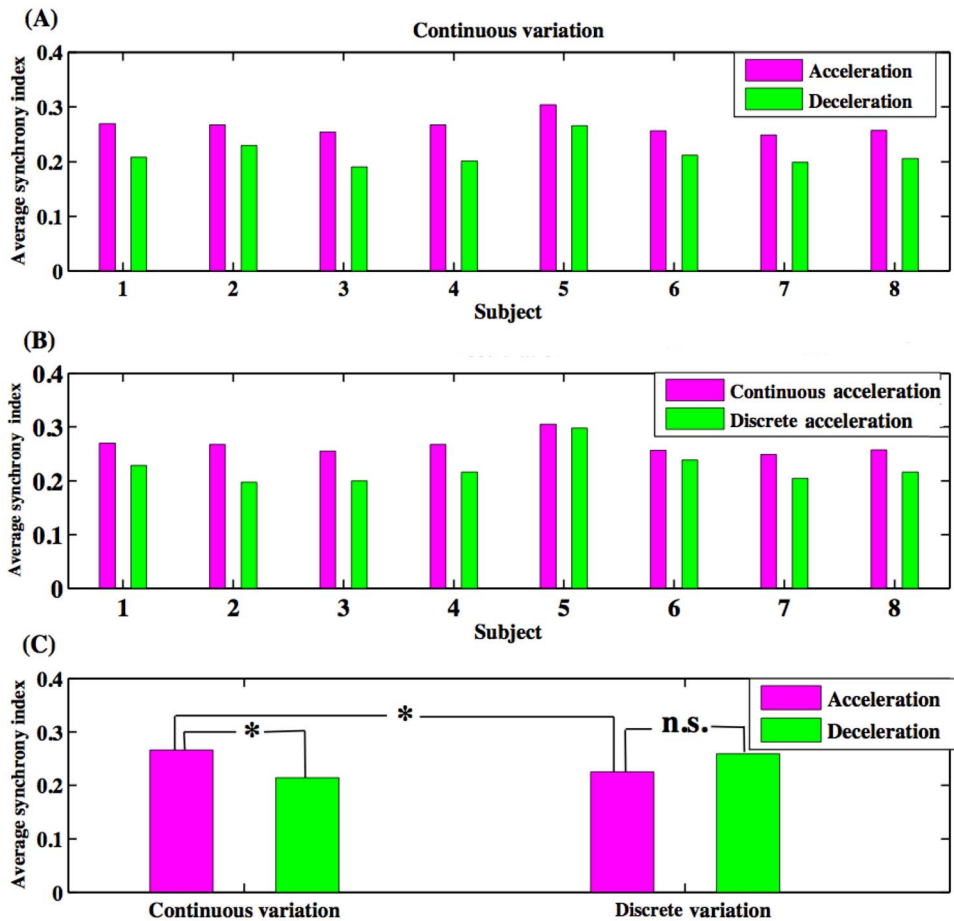 (A)
Continuous variation
Average synchrony index
0.4
0.3
0.2
0.1
0
Acceleration
Deceleration
1 2 3 4 5 6 7 8
Subject
(B)
Average synchrony index
0.4
0.3
0.2
0.1
0
Continuous acceleration
Discrete acceleration
1 2 3 4 5 6 7 8
Subject
(C)
Average synchrony index
0.4
0.3
0.2
0.1
0
Acceleration
Deceleration
*
*
n.s.
Continuous variation
Discrete variation